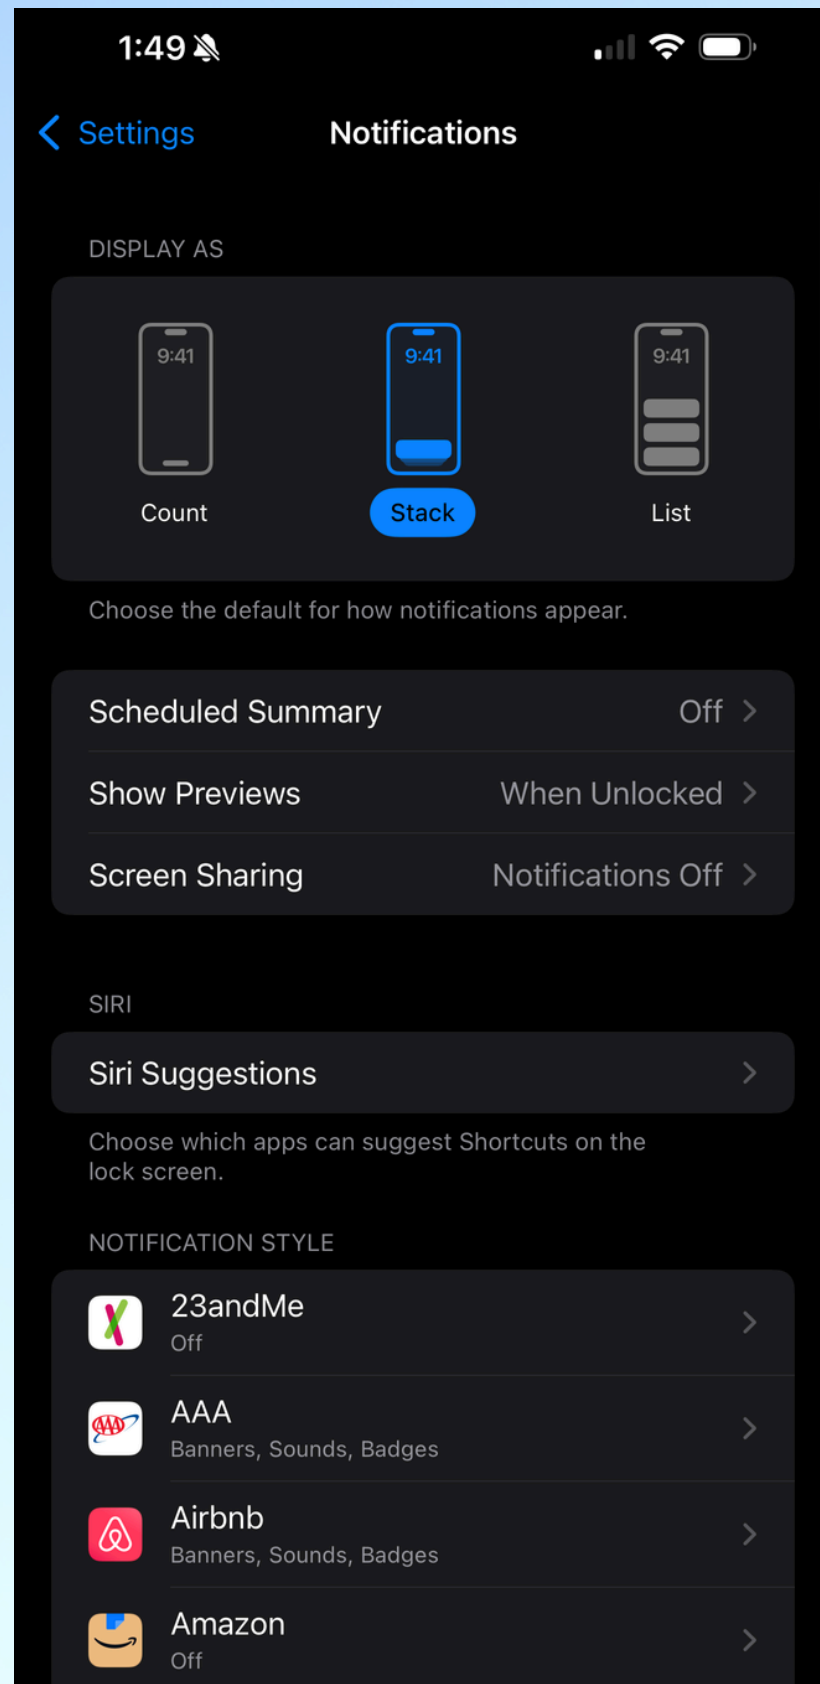 1:49
Settings
Notifications
DISPLAY AS
9:41
9:41
9:41
Count
Stack
List
Choose the default for how notifications appear.
Scheduled Summary
Off
Show Previews
When Unlocked
Screen Sharing
Notifications Off
SIRI
Siri Suggestions
Choose which apps can suggest Shortcuts on the
lock screen.
NOTIFICATION STYLE
23andMe
Off
AAA
AAA
Banners, Sounds, Badges
Airbnb
Banners, Sounds, Badges
Amazon
Off